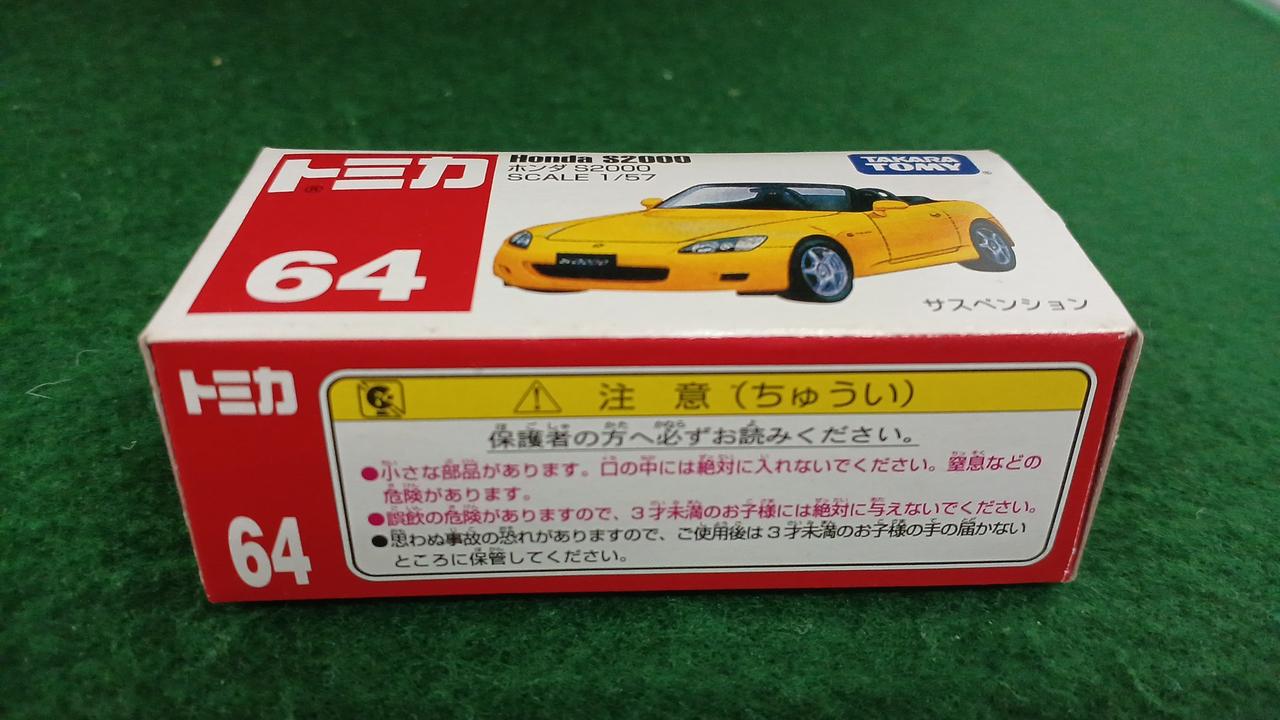 トミカ
64
Honda S2000
ホンダ S2000
SCALE 1/57
TAKARA
TOMY
サスペンション
トミカ
64
注 意 (ちゅうい)
保護者の方へ必ずお読みください。
●小さな部品があります。口の中には絶対に入れないでください。窒息などの
危険があります。
●誤飲の危険がありますので、3才未満のお子様には絶対に与えないでください。
●思わぬ事故の恐れがありますので、ご使用後は3才未満のお子様の手の届かない
ところに保管してください。